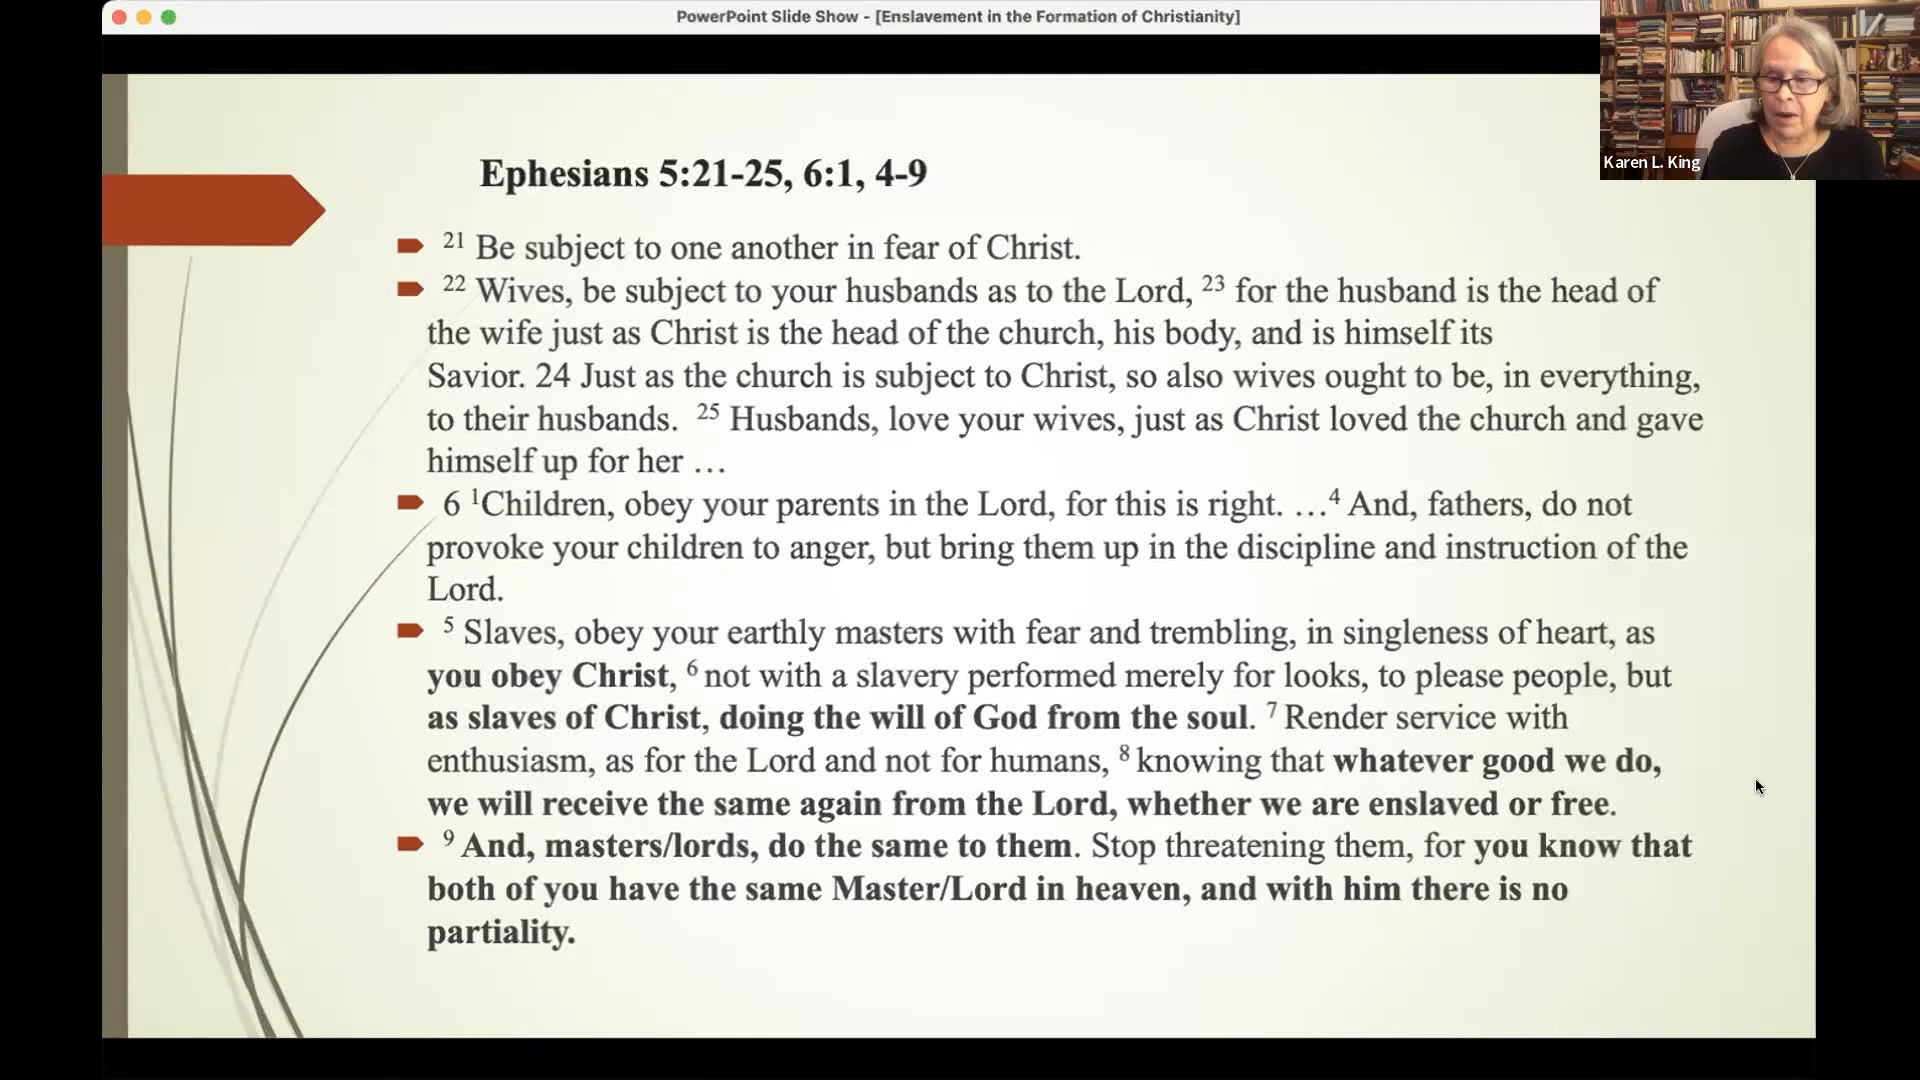 PowerPoint Slide Show - [Enslavement in the Formation of Christianity]
Karen L. King
Ephesians 5:21-25, 6:1, 4-9
21 Be subject to one another in fear of Christ.
22 Wives, be subject to your husbands as to the Lord, 23 for the husband is the head of
the wife just as Christ is the head of the church, his body, and is himself its
Savior. 24 Just as the church is subject to Christ, so also wives ought to be, in everything,
to their husbands. 25 Husbands, love your wives, just as Christ loved the church and gave
himself up for her …
6 1Children, obey your parents in the Lord, for this is right. …4 And, fathers, do not
provoke your children to anger, but bring them up in the discipline and instruction of the
Lord.
5 Slaves, obey your earthly masters with fear and trembling, in singleness of heart, as
you obey Christ, 6 not with a slavery performed merely for looks, to please people, but
as slaves of Christ, doing the will of God from the soul. 7 Render service with
enthusiasm, as for the Lord and not for humans, 8 knowing that whatever good we do,
we will receive the same again from the Lord, whether we are enslaved or free.
9 And, masters/lords, do the same to them. Stop threatening them, for you know that
both of you have the same Master/Lord in heaven, and with him there is no
partiality.